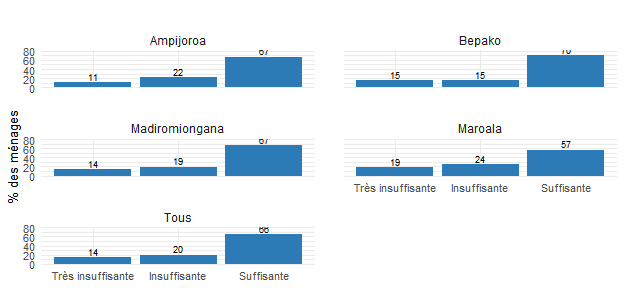 Ampijoroa
80
60
40
20
0
11
22
67
Bepako
15
15
70
% des ménages
Madiromiongana
80
60
40
20
0
14
19
67
Maroala
19
24
57
Très insuffisante
Insuffisante
Suffisante
Tous
80
60
40
20
0
14
20
66
Très insuffisante
Insuffisante
Suffisante